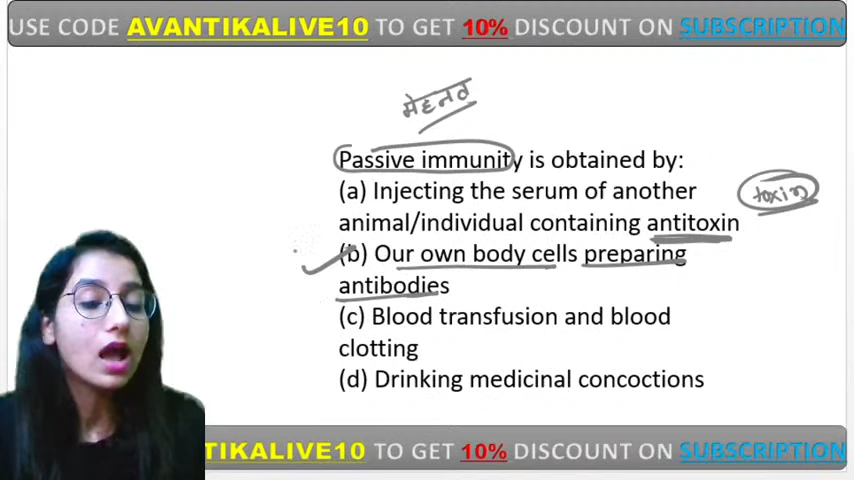 USE CODE AVANTIKALIVE10 TO GET 10% DISCOUNT ON SUBSCRIPTION
मेहनत
Passive immunity is obtained by:
(a) Injecting the serum of another
animal/individual containing antitoxin
toxin
(b) Our own body cells preparing
antibodies
(c) Blood transfusion and blood
clotting
(d) Drinking medicinal concoctions
TIKALIVE10 TO GET 10% DISCOUNT ON SUBSCRIPTION